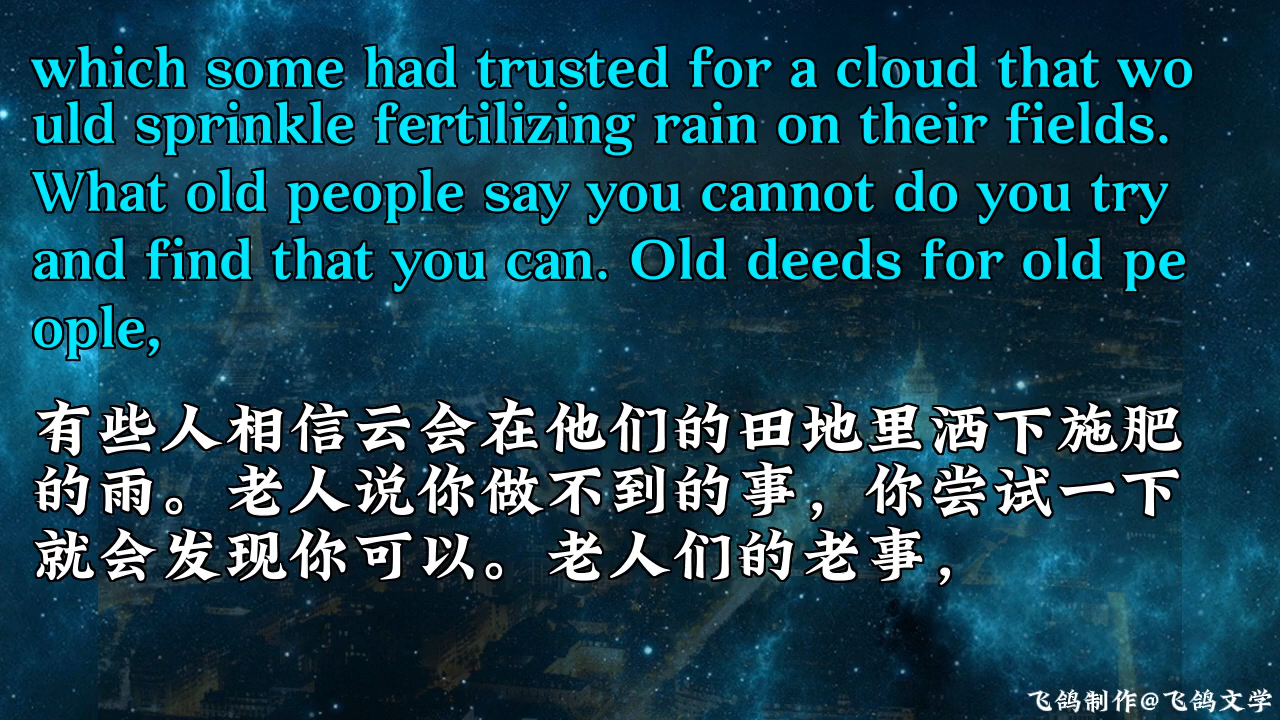 which some had trusted for a cloud that wo
uld sprinkle fertilizing rain on their fields.
What old people say you cannot do you try
and find that you can. Old deeds for old pe
ople,
有些人相信云会在他们的田地里洒下施肥
的雨。老人说你做不到的事，你尝试一下
就会发现你可以。老人们的老事，
飞鸽制作@飞鸽文学